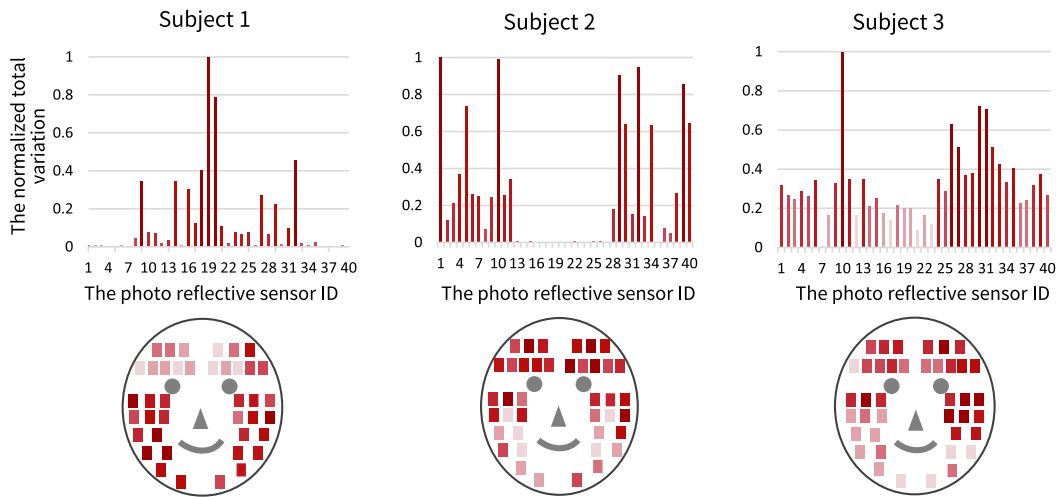 Subject 1
Subject 2
Subject 3
The normalized total
variation
1
0.8
0.6
0.4
0.2
0
1 4 7 10 13 16 19 22 25 28 31 34 37 40
The photo reflective sensor ID
1
0.8
0.6
0.4
0.2
0
1 4 7 10 13 16 19 22 25 28 31 34 37 40
The photo reflective sensor ID
1
0.8
0.6
0.4
0.2
0
1 4 7 10 13 16 19 22 25 28 31 34 37 40
The photo reflective sensor ID